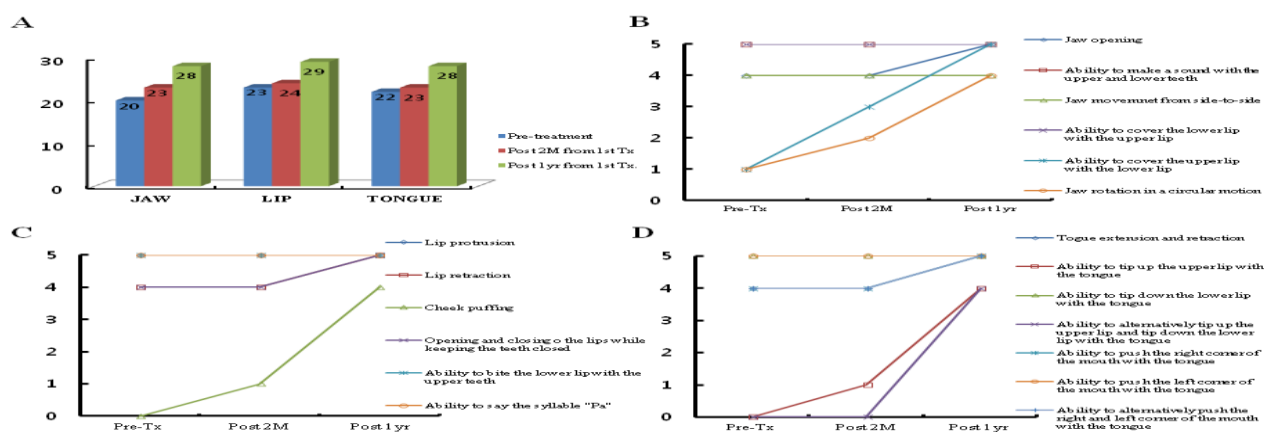 A
30
20
10
0
20
23
28
23
24
29
22
23
28
JAW
LIP
TONGUE
Pre-treatment
Post 2M from 1st Tx
Post 1yr from 1st Tx.
B
5
4
3
2
1
0
Pre-Tx
Post 2M
Post 1yr
Jaw opening
Ability to make a sound with the
upper and lower teeth
Jaw movemnet from side-to-side
Ability to cover the lower lip
with the upper lip
Ability to cover the upper lip
with the lower lip
Jaw rotation in a circular motion
C
5
4
3
2
1
0
Pre-Tx
Post 2M
Post 1yr
Lip protrusion
Lip retraction
Cheek puffing
Opening and closing o the lips while
keeping the teeth closed
Ability to bite the lower lip with the
upper teeth
Ability to say the syllable "Pa"
D
5
4
3
2
1
0
Pre-Tx
Post 2M
Post 1yr
Togue extension and retraction
Ability to tip up the upper lip with
the tongue
Ability to tip down the lower lip
with the tongue
Ability to alternatively tip up the
upper lip and tip down the lower
lip with the tongue
Ability to push the right corner of
the mouth with the tongue
Ability to push the left corner of
the mouth with the tongue
Ability to alternatively push the
right and left corner of the mouth
with the tongue